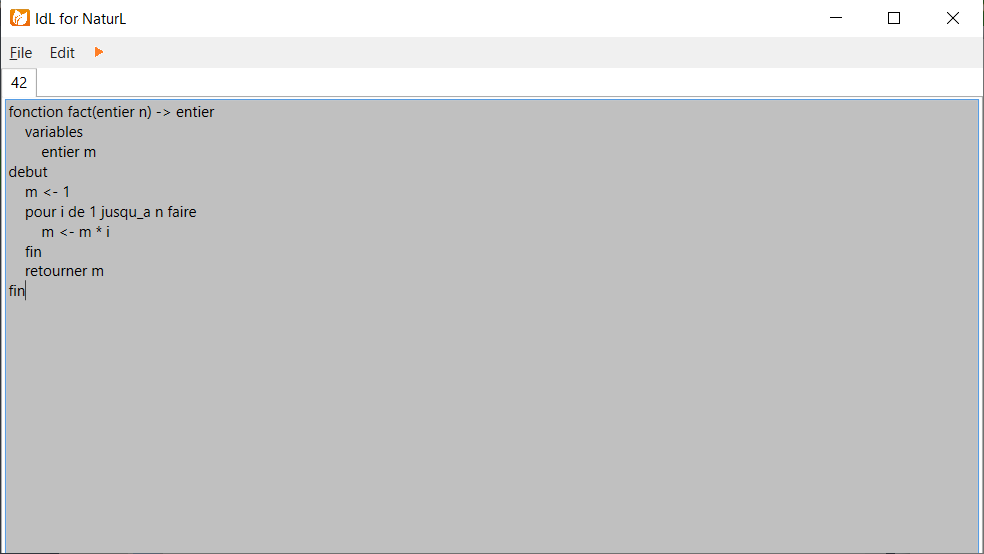 IdL for NaturL
File Edit
42
fonction fact(entier n) -> entier
    variables
        entier m
debut
    m <- 1
    pour i de 1 jusqu_a n faire
        m <- m * i
    fin
    retourner m
fin